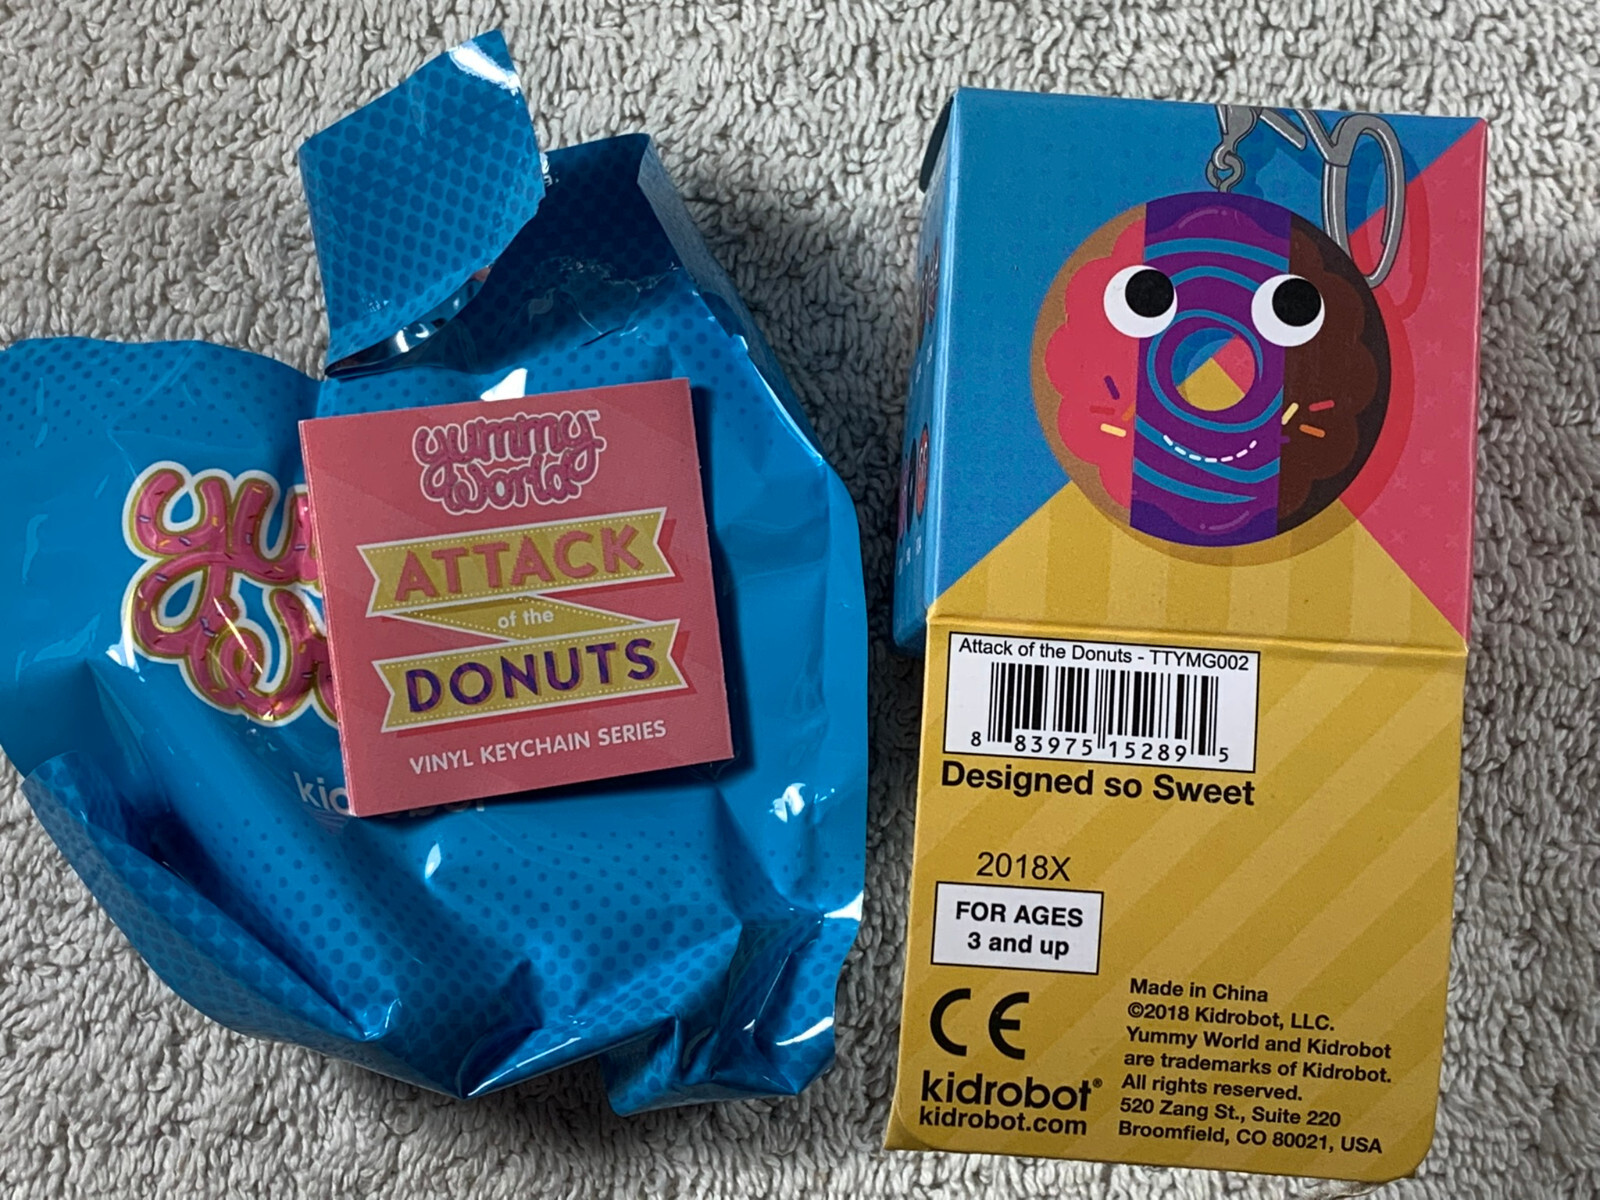 yummy
world
kid
yummy™
world
ATTACK
of the
DONUTS
VINYL KEYCHAIN SERIES
Attack of the Donuts - TTYMG002
8 83975 15289 5
Designed so Sweet
2018X
FOR AGES
3 and up
CE
kidrobot®
kidrobot.com
Made in China
©2018 Kidrobot, LLC.
Yummy World and Kidrobot
are trademarks of Kidrobot.
All rights reserved.
520 Zang St., Suite 220
Broomfield, CO 80021, USA